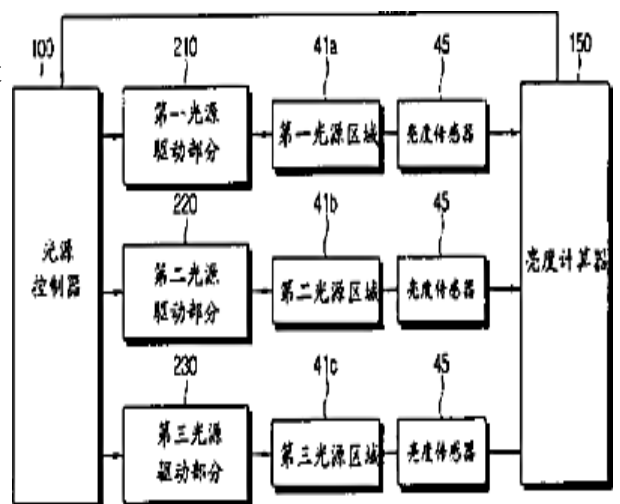 100
210
41a
45
150
第一光源
驱动部分
第一光源区域
亮度传感器
220
41b
45
光源
控制器
第二光源
驱动部分
第二光源区域
亮度传感器
亮度计算器
230
41c
45
第三光源
驱动部分
第三光源区域
亮度传感器